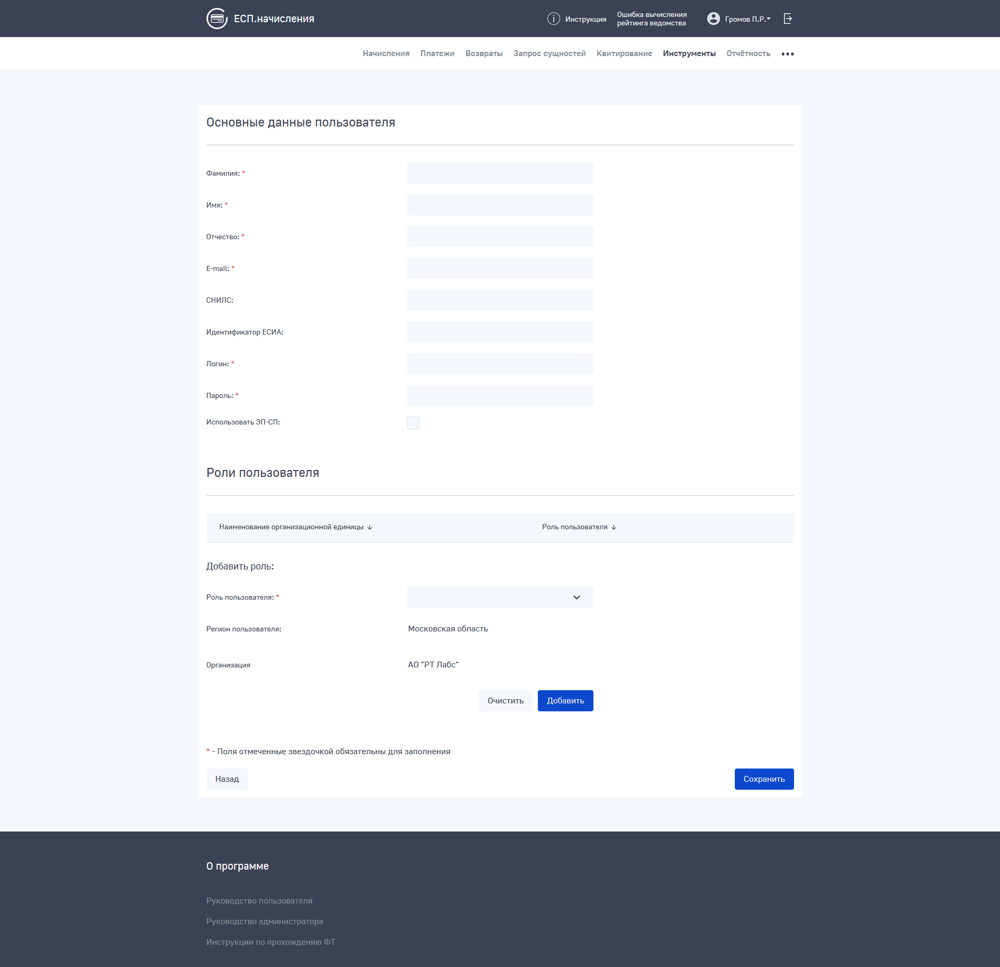 ЕСП.начисления
Инструкция
Ошибка вычисления
рейтинга ведомства
Громов П.Р.
Начисления Платежи Возвраты Запрос сущностей Квитирование Инструменты Отчётность
Основные данные пользователя
Фамилия: *
Имя: *
Отчество: *
E-mail: *
СНИЛС:
Идентификатор ЕСИА:
Логин: *
Пароль: *
Использовать ЭП-СП:
Роли пользователя
Наименование организационной единицы ↓ Роль пользователя ↓
Добавить роль:
Роль пользователя: *
Регион пользователя: Московская область
Организация АО "РТ Лабс"
Очистить Добавить
* - Поля отмеченные звездочкой обязательны для заполнения
Назад Сохранить
О программе
Руководство пользователя
Руководство администратора
Инструкции по прохождению ФТ